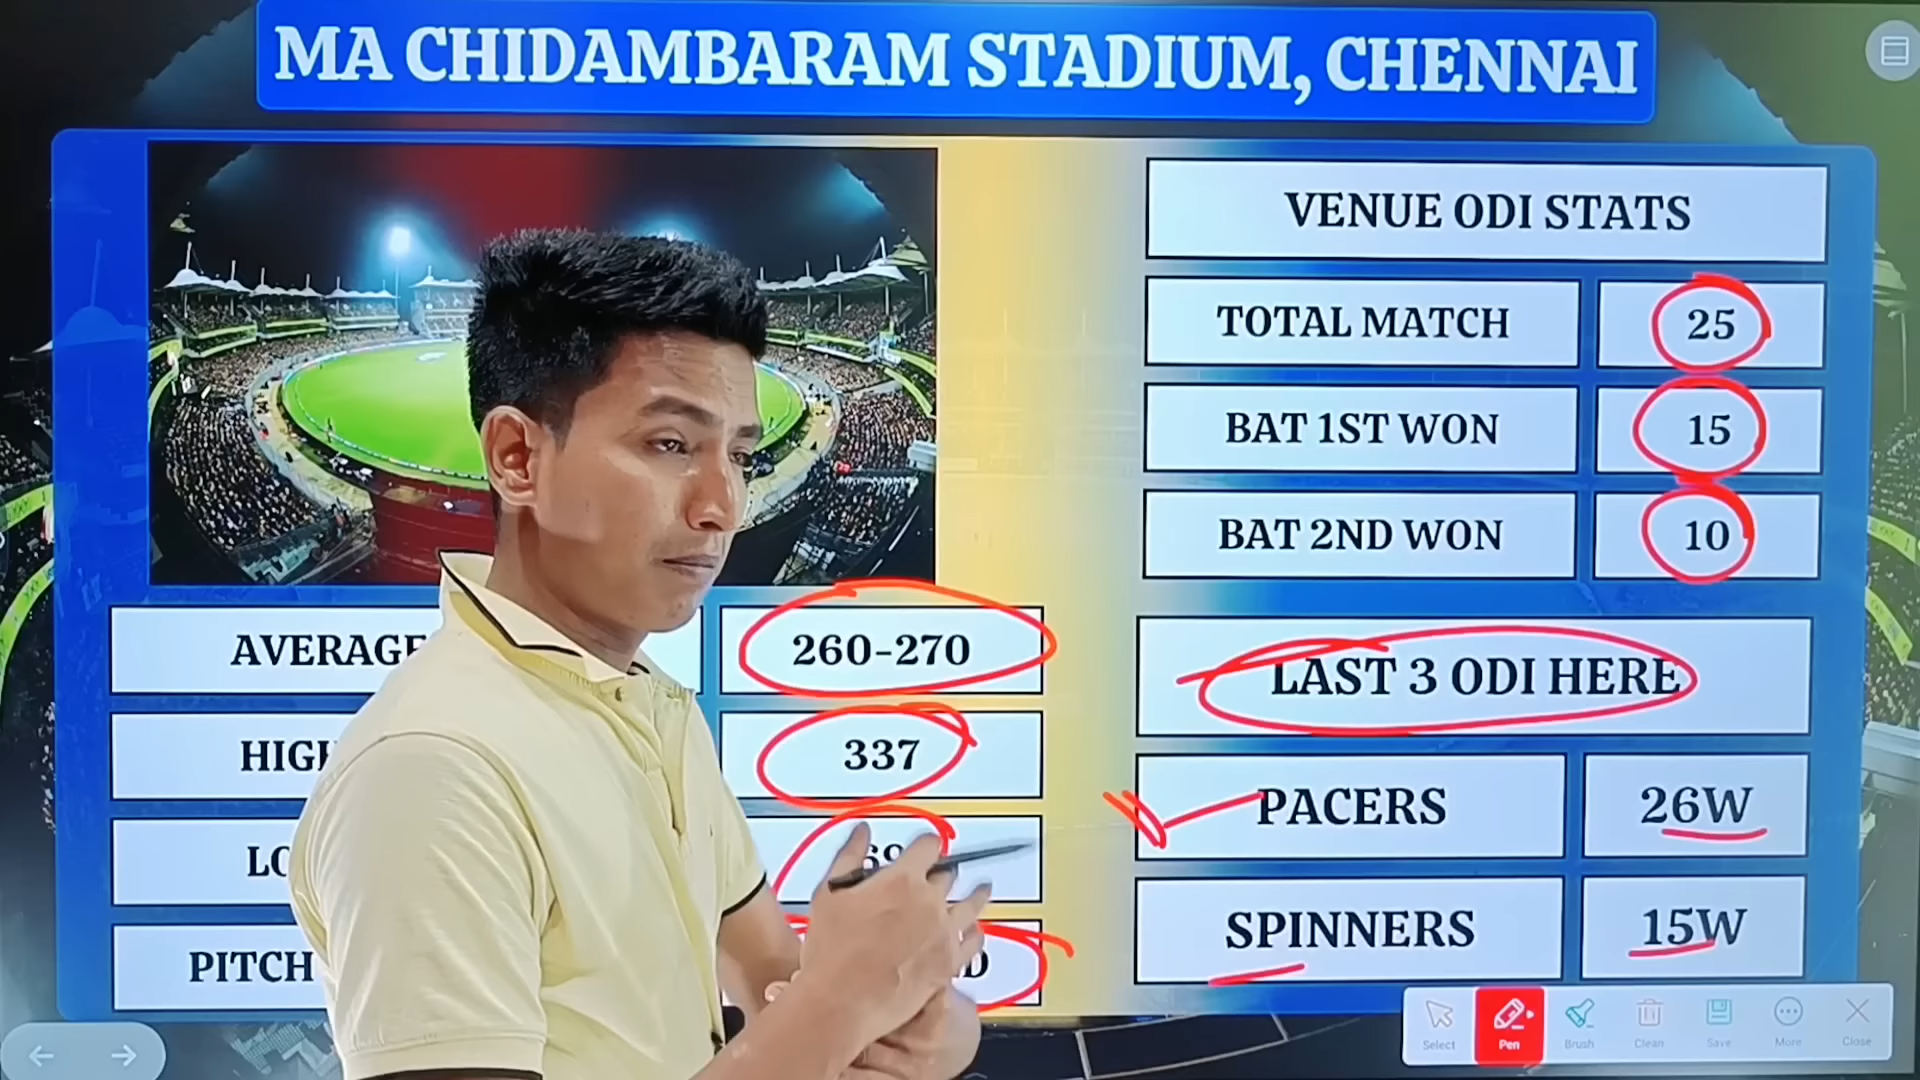 MA CHIDAMBARAM STADIUM, CHENNAI
VENUE ODI STATS
TOTAL MATCH 25
BAT 1ST WON 15
BAT 2ND WON 10
AVERAGE 260-270
337
LAST 3 ODI HERE
PACERS 26W
SPINNERS 15W
PITCH
Select Pen Brush Clean Save More Close